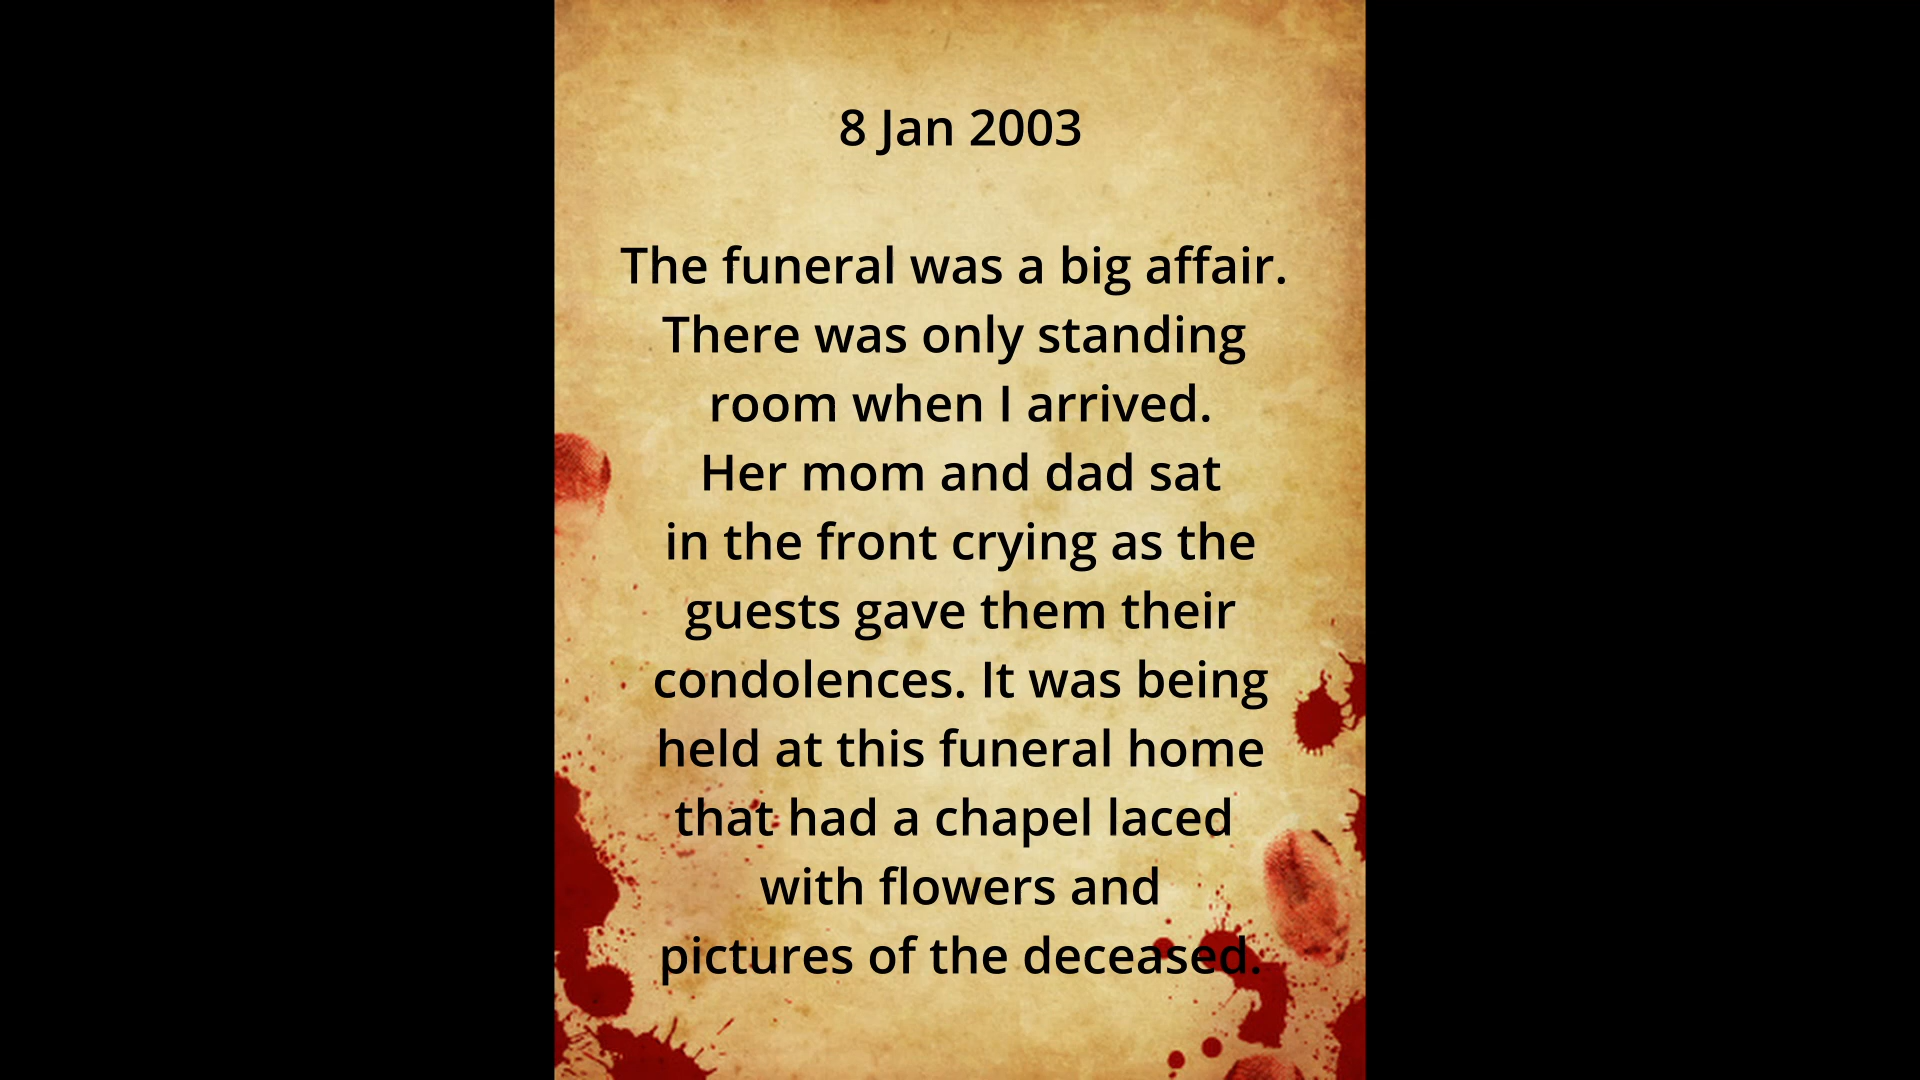 8 Jan 2003
The funeral was a big affair.
There was only standing
room when I arrived.
Her mom and dad sat
in the front crying as the
guests gave them their
condolences. It was being
held at this funeral home
that had a chapel laced
with flowers and
pictures of the deceased.